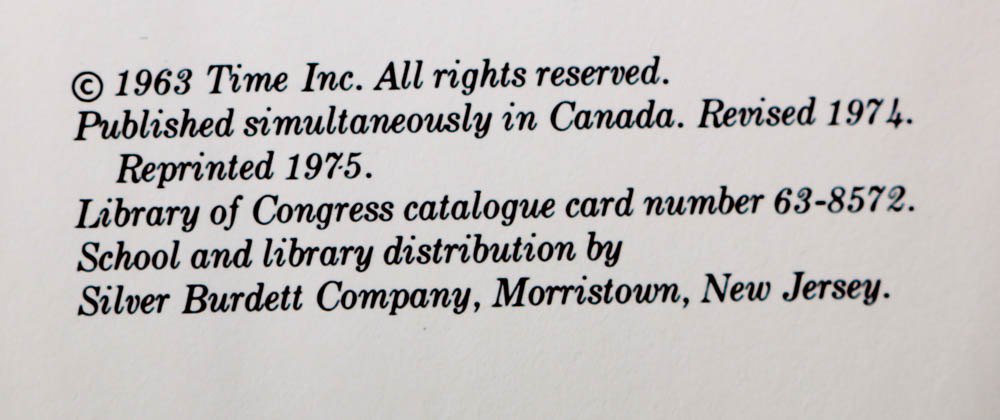 © 1963 Time Inc. All rights reserved.
Published simultaneously in Canada. Revised 1974.
Reprinted 1975.
Library of Congress catalogue card number 63-8572.
School and library distribution by
Silver Burdett Company, Morristown, New Jersey.